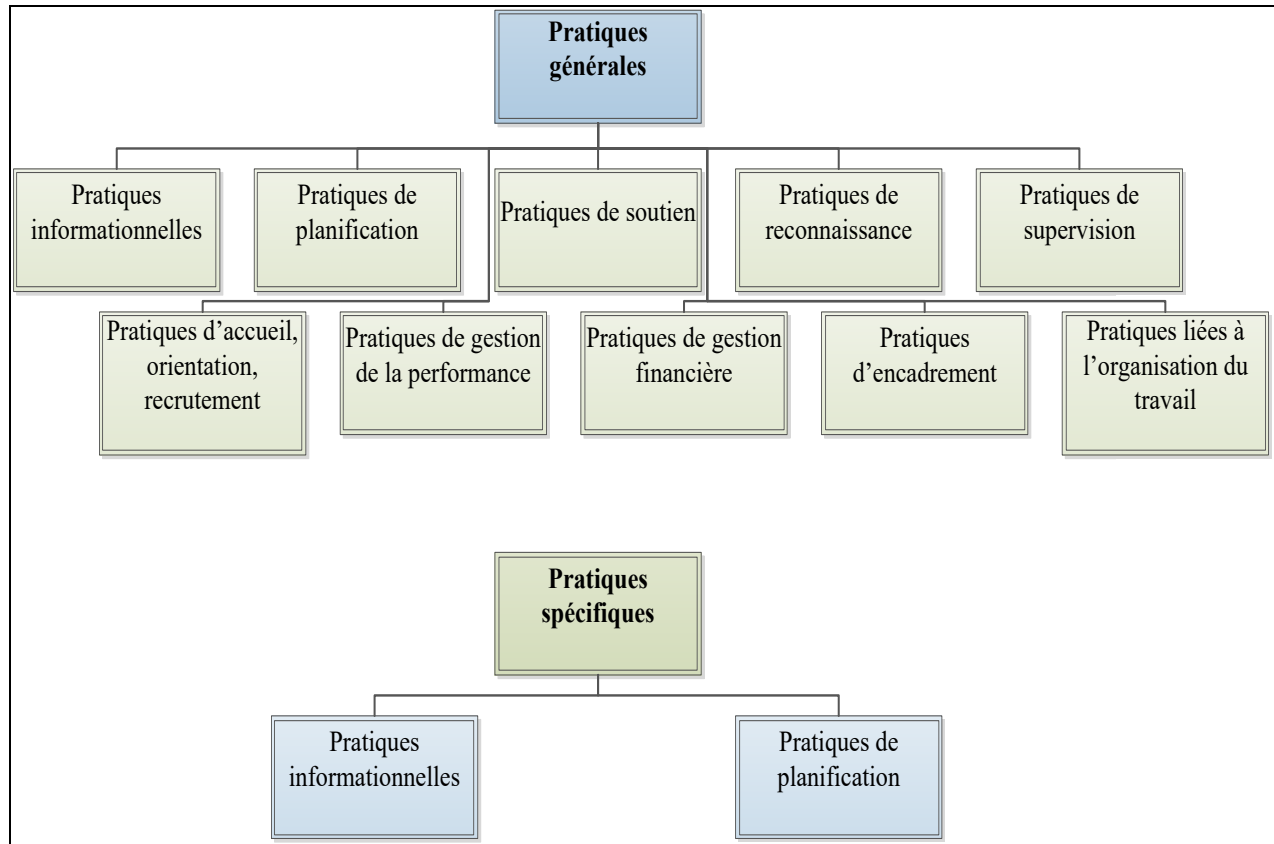 Pratiques
générales
Pratiques
informationnelles
Pratiques de
planification
Pratiques de soutien
Pratiques de
reconnaissance
Pratiques de
supervision
Pratiques d’accueil,
orientation,
recrutement
Pratiques de gestion
de la performance
Pratiques de gestion
financière
Pratiques
d’encadrement
Pratiques liées à
l’organisation du
travail
Pratiques
spécifiques
Pratiques
informationnelles
Pratiques de
planification